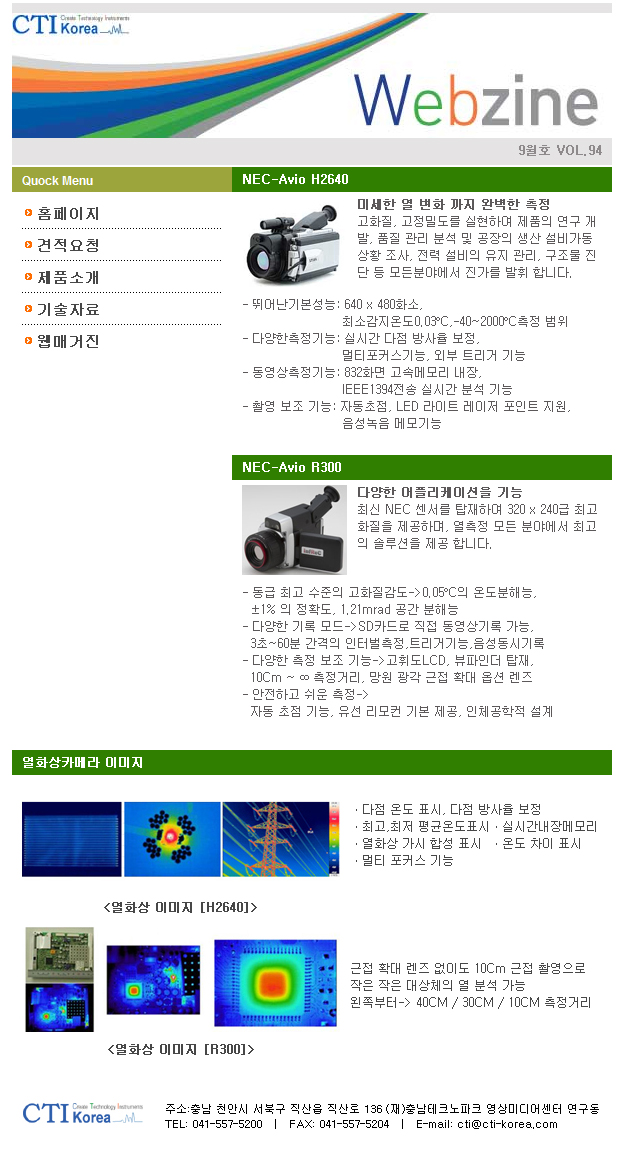 CTI Create Technology Instruments
Korea
Webzine
9월호 VOL.94
Quock Menu
홈페이지
견적요청
제품소개
기술자료
웹매거진
NEC-Avio H2640
미세한 열 변화 까지 완벽한 측정
고화질, 고정밀도를 실현하여 제품의 연구 개
발, 품질 관리 분석 및 공장의 생산 설비가동
상황 조사, 전력 설비의 유지 관리, 구조물 진
단 등 모든분야에서 진가를 발휘 합니다.
- 뛰어난기본성능: 640 x 480화소,
최소감지온도0,03℃,-40~2000℃측정 범위
- 다양한측정기능: 실시간 다점 방사율 보정,
멀티포커스기능, 외부 트리거 기능
- 동영상측정기능: 832화면 고속메모리 내장,
IEEE1394전송 실시간 분석 기능
- 촬영 보조 기능: 자동초점, LED 라이트 레이저 포인트 지원,
음성녹음 메모기능
NEC-Avio R300
다양한 어플리케이션을 기능
최신 NEC 센서를 탑재하여 320 x 240급 최고
화질을 제공하며, 열측정 모든 분야에서 최고
의 솔루션을 제공 합니다.
- 동급 최고 수준의 고화질감도->0,05℃의 온도분해능,
±1% 의 정확도, 1,21mrad 공간 분해능
- 다양한 기록 모드->SD카드로 직접 동영상기록 가능,
3초~60분 간격의 인터벌측정,트리거기능,음성동시기록
- 다양한 측정 보조 기능->고휘도LCD, 뷰파인더 탑재,
10Cm ~ ∞ 측정거리, 망원 광각 근접 확대 옵션 렌즈
- 안전하고 쉬운 측정->
자동 초점 기능, 유선 리모컨 기본 제공, 인체공학적 설계
열화상카메라 이미지
· 다점 온도 표시, 다점 방사율 보정
· 최고,최저 평균온도표시 · 실시간내장메모리
· 열화상 가시 합성 표시 · 온도 차이 표시
· 멀티 포커스 기능
<열화상 이미지 [H2640]>
근접 확대 렌즈 없이도 10Cm 근접 촬영으로
작은 작은 대상체의 열 분석 가능
왼쪽부터-> 40CM / 30CM / 10CM 측정거리
<열화상 이미지 [R300]>
CTI Create Technology Instruments
Korea
주소:충남 천안시 서북구 직산읍 직산로 136 (재)충남테크노파크 영상미디어센터 연구동
TEL: 041-557-5200 | FAX: 041-557-5204 | E-mail: cti@cti-korea.com